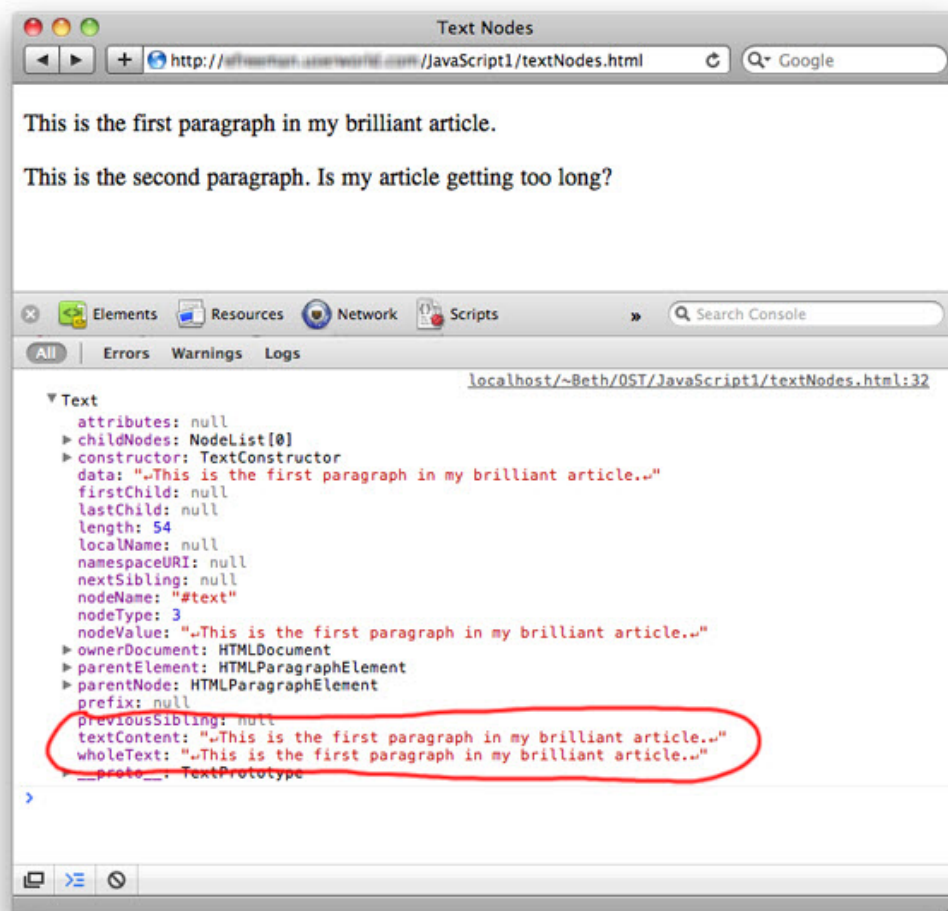 Text Nodes
http:// /JavaScript1/textNodes.html
Google
This is the first paragraph in my brilliant article.
This is the second paragraph. Is my article getting too long?
Elements Resources Network Scripts » Search Console
All Errors Warnings Logs
localhost/~Beth/OST/JavaScript1/textNodes.html:32
▼Text
attributes: null
▶childNodes: NodeList[0]
▶constructor: TextConstructor
data: "↵This is the first paragraph in my brilliant article.↵"
firstChild: null
lastChild: null
length: 54
localName: null
namespaceURI: null
nextSibling: null
nodeName: "#text"
nodeType: 3
nodeValue: "↵This is the first paragraph in my brilliant article.↵"
▶ownerDocument: HTMLDocument
▶parentElement: HTMLParagraphElement
▶parentNode: HTMLParagraphElement
prefix: null
previousSibling: null
textContent: "↵This is the first paragraph in my brilliant article.↵"
wholeText: "↵This is the first paragraph in my brilliant article.↵"
▶__proto__: TextPrototype
>